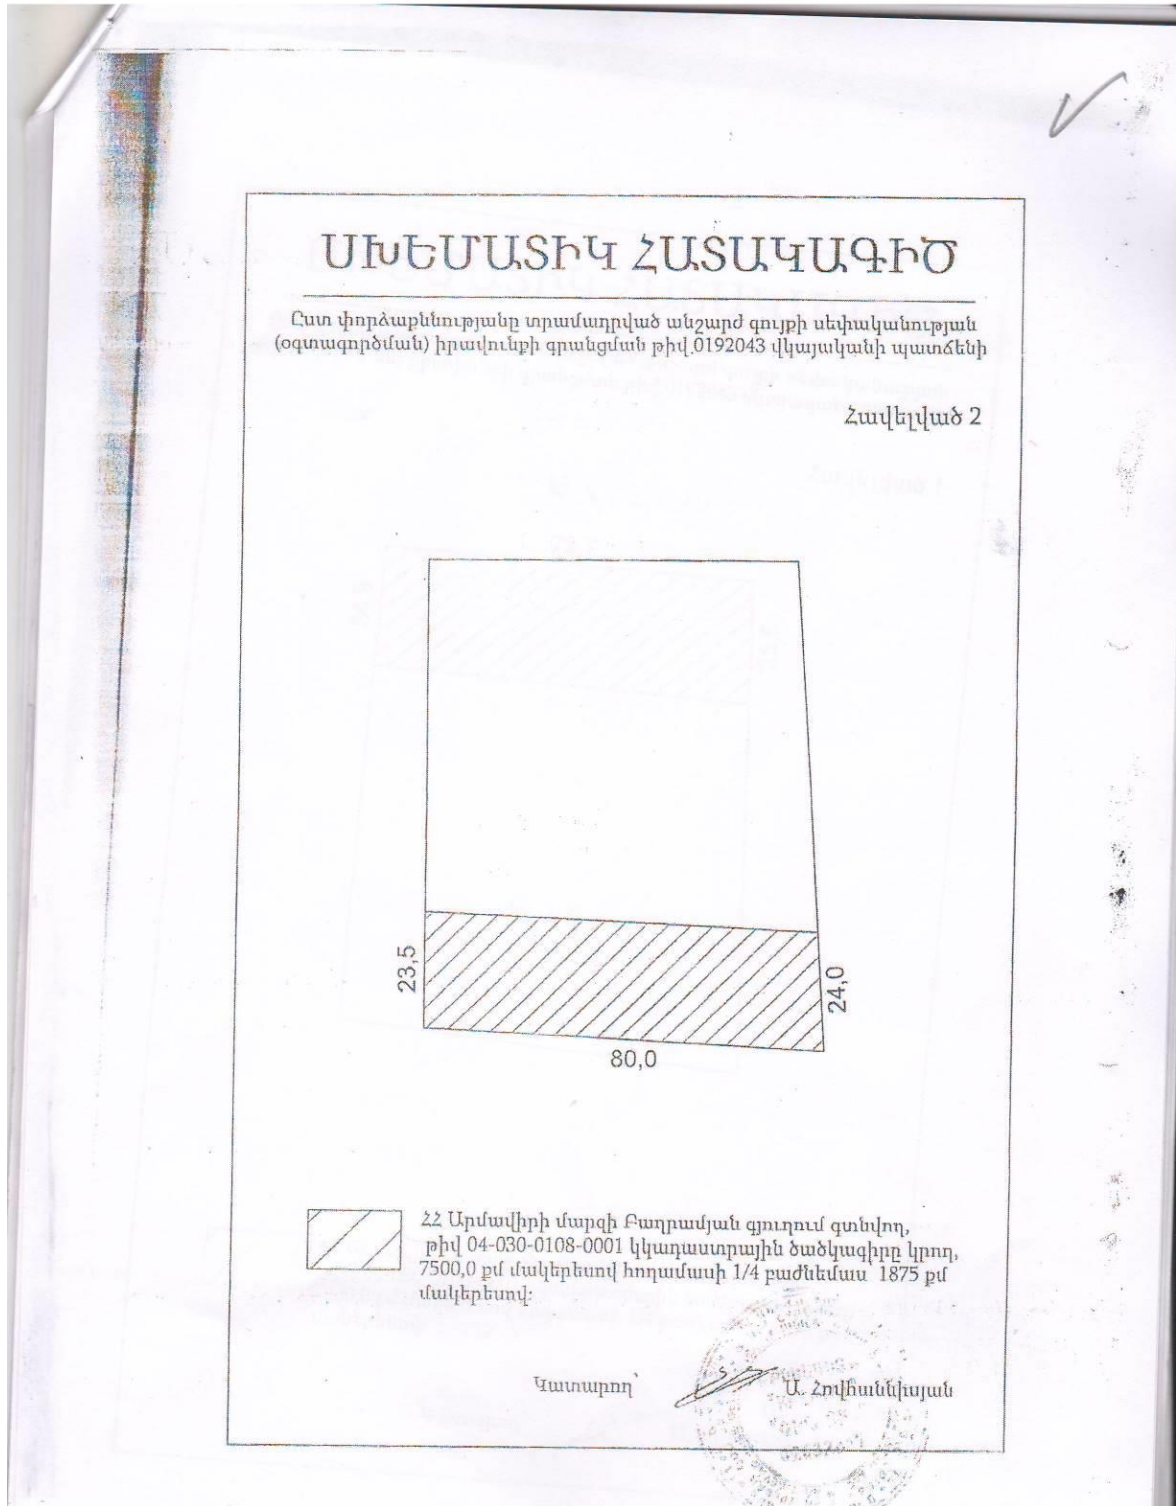 ՍԽԵՄԱՏԻԿ ՀԱՏԱԿԱԳԻԾ
Ըստ փորձաքննությանը տրամադրված անշարժ գույքի սեփականության
(օգտագործման) իրավունքի գրանցման թիվ.0192043 վկայականի պատճենի
Հավելված 2
23,5
24,0
80,0
ՀՀ Արմավիրի մարզի Բաղրամյան գյուղում գտնվող,
թիվ 04-030-0108-0001 կկադաստրային ծածկագիրը կրող,
7500,0 քմ մակերեսով հողամասի 1/4 բաժնեմաս՝ 1875 քմ
մակերեսով:
Կատարող՝
Ա. Հովհաննիսյան